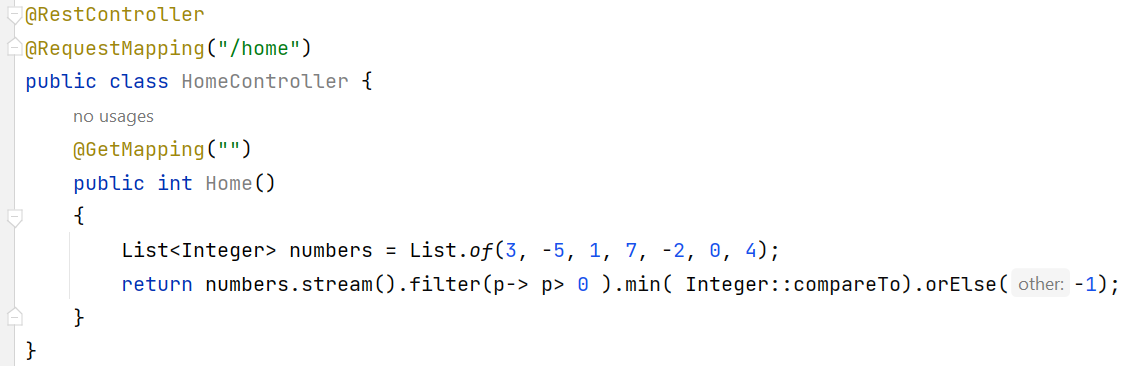 @RestController
@RequestMapping("/home")
public class HomeController {
no usages
@GetMapping("")
public int Home()
{
List<Integer> numbers = List.of(3, -5, 1, 7, -2, 0, 4);
return numbers.stream().filter(p-> p> 0 ).min( Integer::compareTo).orElse( other: -1);
}
}